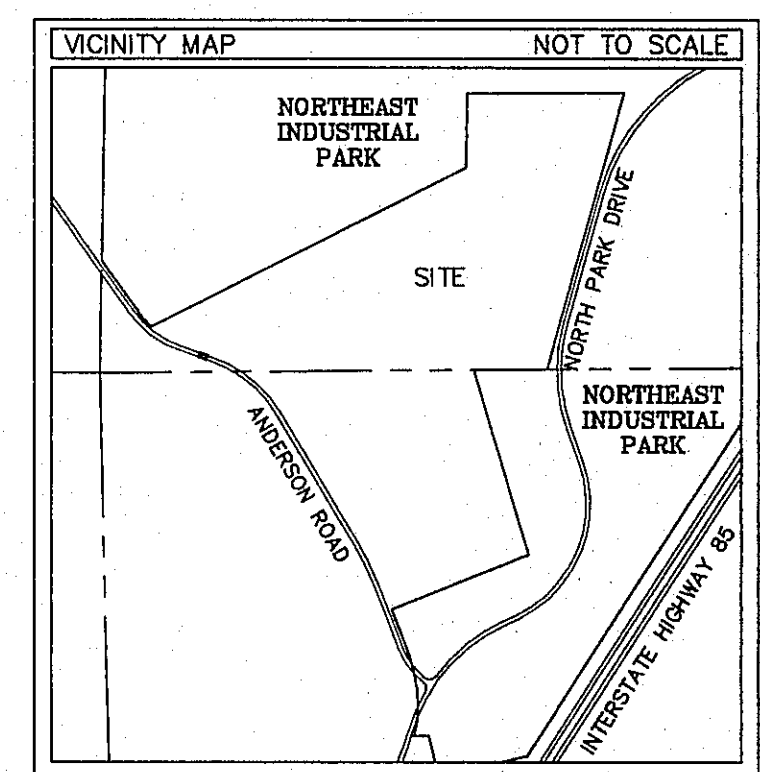 VICINITY MAP NOT TO SCALE
NORTHEAST
INDUSTRIAL
PARK
NORTH PARK DRIVE
SITE
NORTHEAST
INDUSTRIAL
PARK
ANDERSON ROAD
INTERSTATE HIGHWAY 85